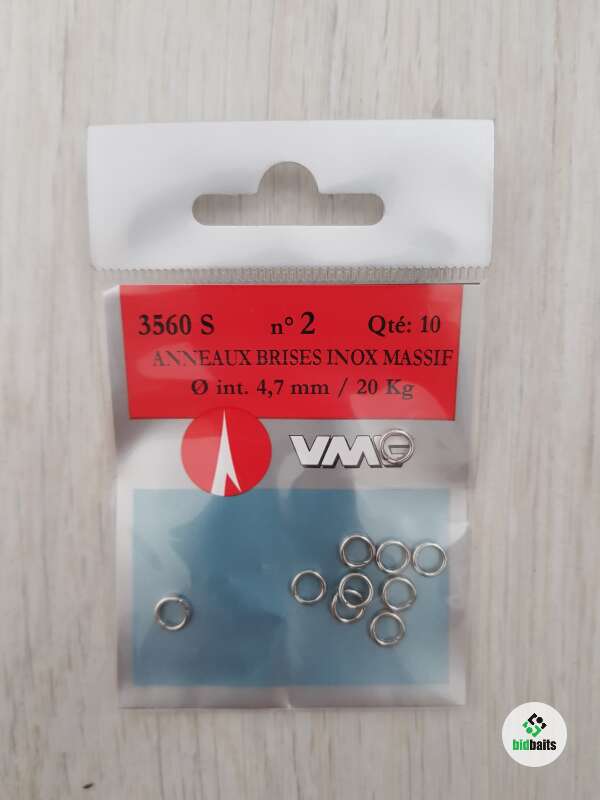 3560 S n° 2 Qté: 10
ANNEAUX BRISES INOX MASSIF
Ø int. 4,7 mm / 20 Kg
VMC
bidbaits